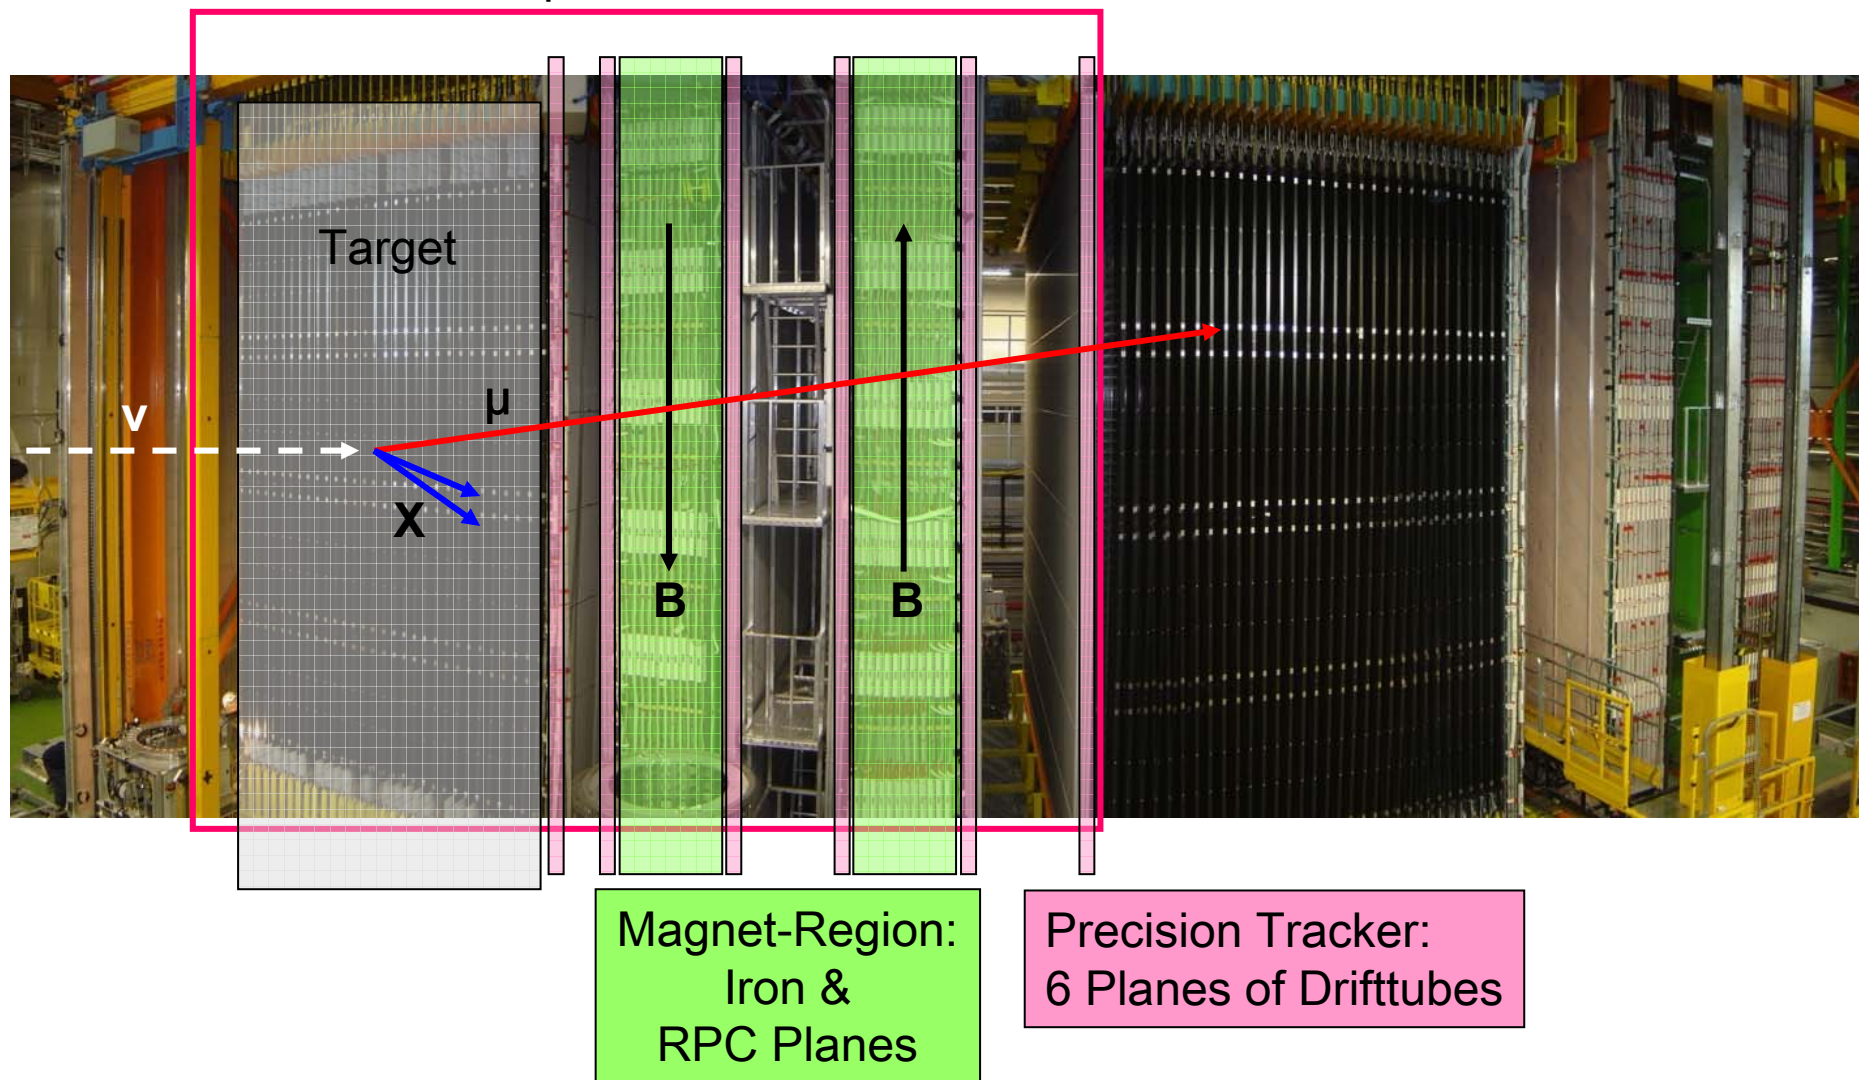 Target
ν
μ
X
B
B
Magnet-Region:
Iron &
RPC Planes
Precision Tracker:
6 Planes of Drifttubes